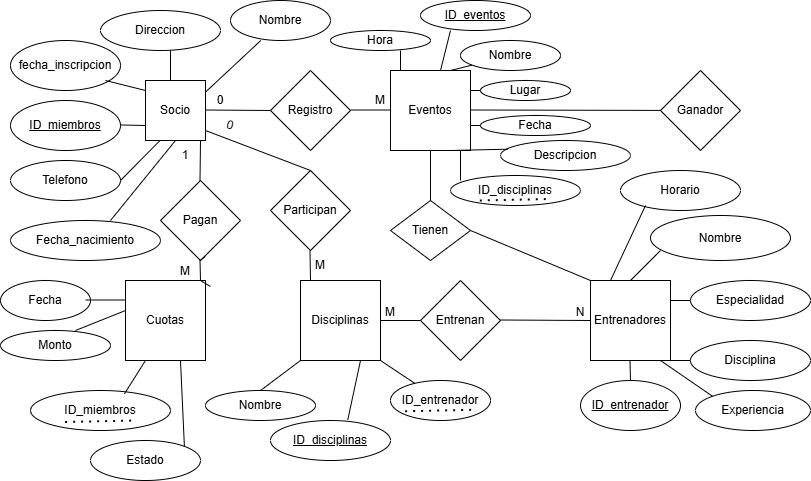 ID_eventos
Nombre
Direccion
Hora
Nombre
fecha_inscripcion
Lugar
Socio
0
Registro
M
Eventos
Ganador
ID_miembros
0
Fecha
1
Descripcion
Telefono
ID_disciplinas
Horario
Participan
Pagan
Tienen
Fecha_nacimiento
Nombre
M
M
Fecha
Especialidad
M
N
Cuotas
Disciplinas
Entrenan
Entrenadores
Monto
Disciplina
ID_miembros
Nombre
ID_entrenador
ID_entrenador
Experiencia
ID_disciplinas
Estado